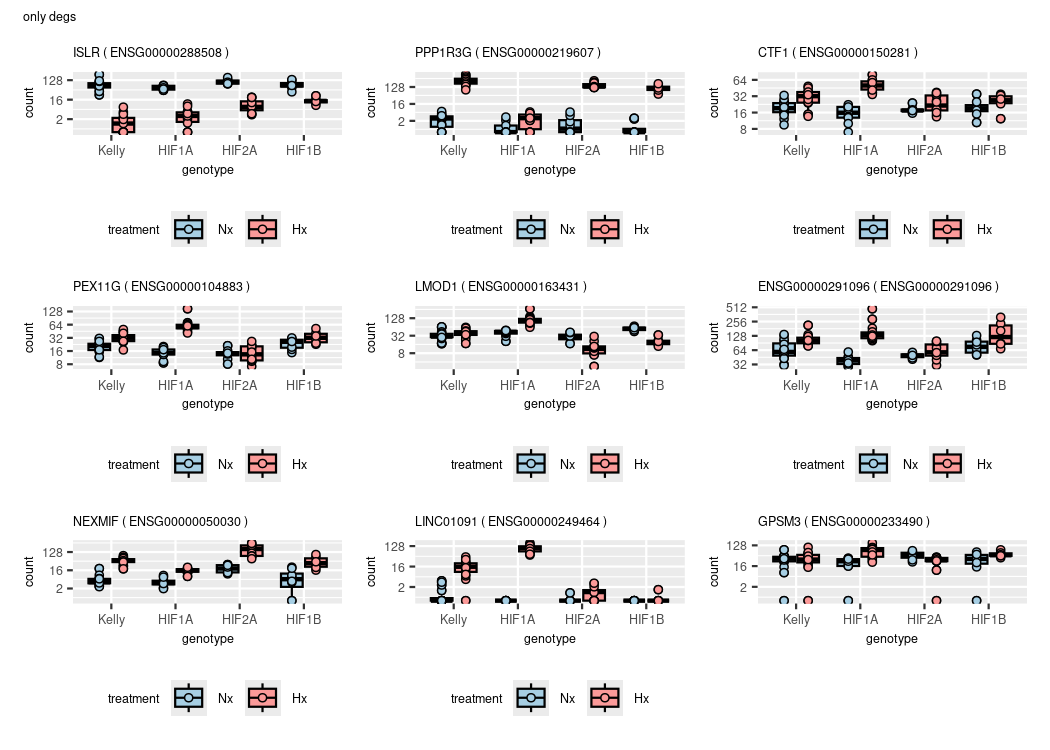 only degs
ISLR ( ENSG00000288508 )
128
16
2
count
Kelly HIF1A HIF2A HIF1B
genotype
treatment Nx Hx
PPP1R3G ( ENSG00000219607 )
128
16
2
count
Kelly HIF1A HIF2A HIF1B
genotype
treatment Nx Hx
CTF1 ( ENSG00000150281 )
64
32
16
8
count
Kelly HIF1A HIF2A HIF1B
genotype
treatment Nx Hx
PEX11G ( ENSG00000104883 )
128
64
32
16
8
count
Kelly HIF1A HIF2A HIF1B
genotype
treatment Nx Hx
LMOD1 ( ENSG00000163431 )
128
32
8
count
Kelly HIF1A HIF2A HIF1B
genotype
treatment Nx Hx
ENSG00000291096 ( ENSG00000291096 )
512
256
128
64
32
count
Kelly HIF1A HIF2A HIF1B
genotype
treatment Nx Hx
NEXMIF ( ENSG00000050030 )
128
16
2
count
Kelly HIF1A HIF2A HIF1B
genotype
treatment Nx Hx
LINC01091 ( ENSG00000249464 )
128
16
2
count
Kelly HIF1A HIF2A HIF1B
genotype
treatment Nx Hx
GPSM3 ( ENSG00000233490 )
128
16
2
count
Kelly HIF1A HIF2A HIF1B
genotype